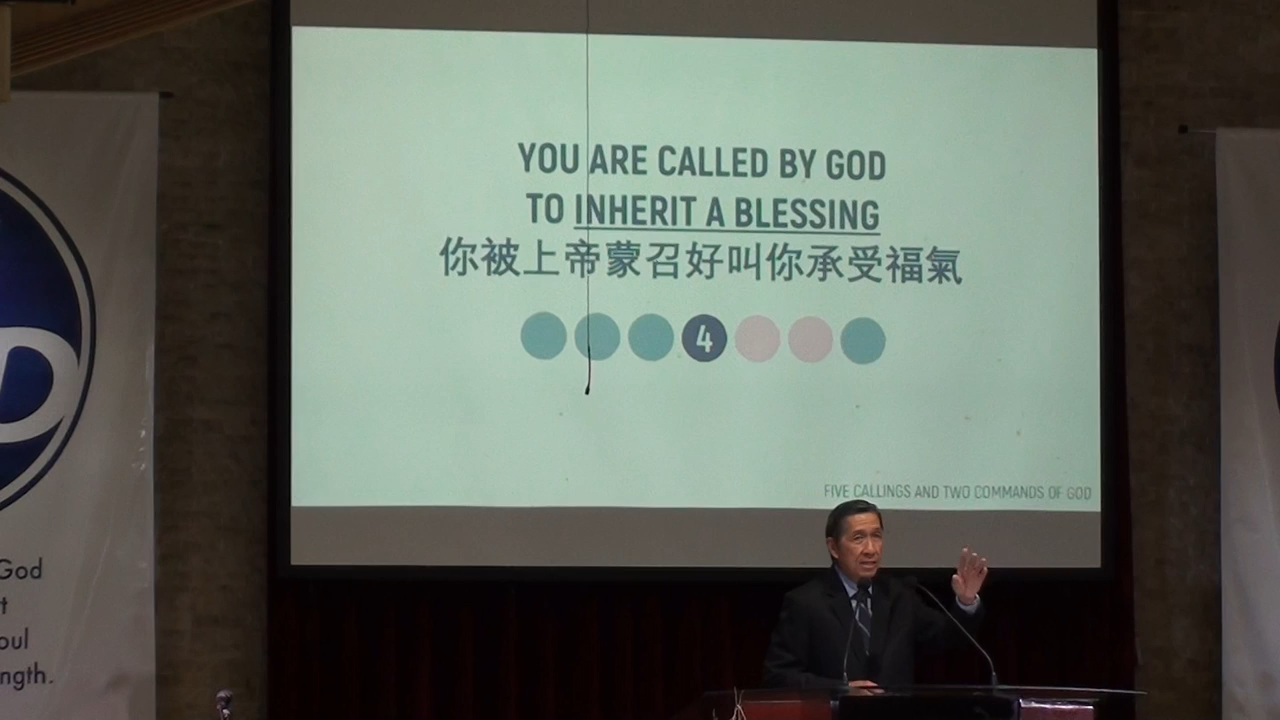 YOU ARE CALLED BY GOD
TO INHERIT A BLESSING
你被上帝蒙召好叫你承受福氣
4
FIVE CALLINGS AND TWO COMMANDS OF GOD
D
God
t
oul
ngth.